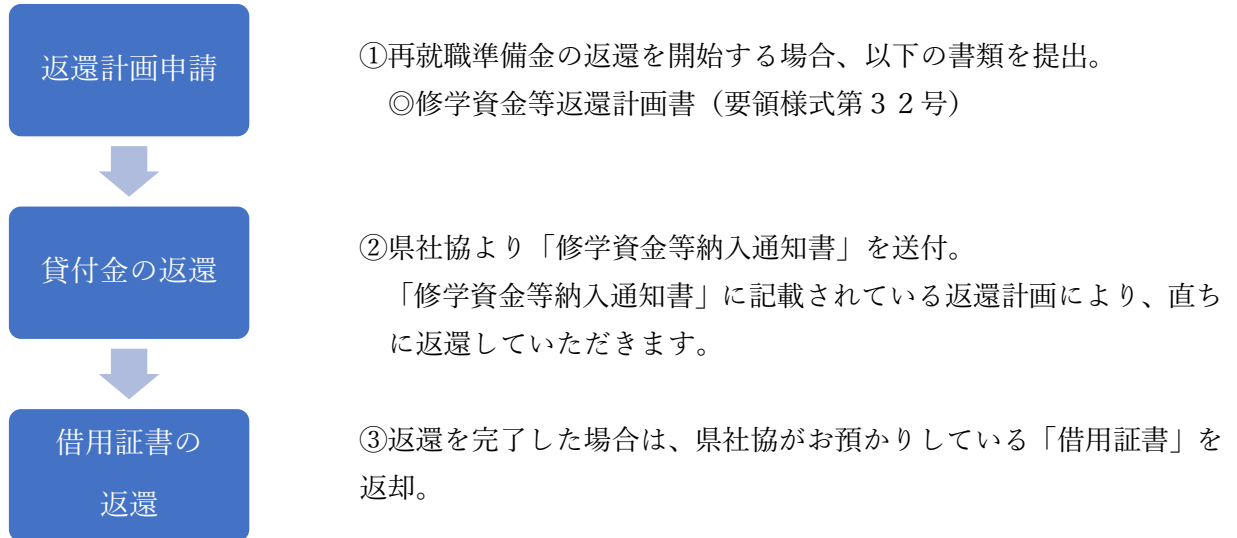 返還計画申請
①再就職準備金の返還を開始する場合、以下の書類を提出。
◎修学資金等返還計画書（要領様式第３２号）
貸付金の返還
②県社協より「修学資金等納入通知書」を送付。
「修学資金等納入通知書」に記載されている返還計画により、直ち
に返還していただきます。
借用証書の
返還
③返還を完了した場合は、県社協がお預かりしている「借用証書」を
返却。